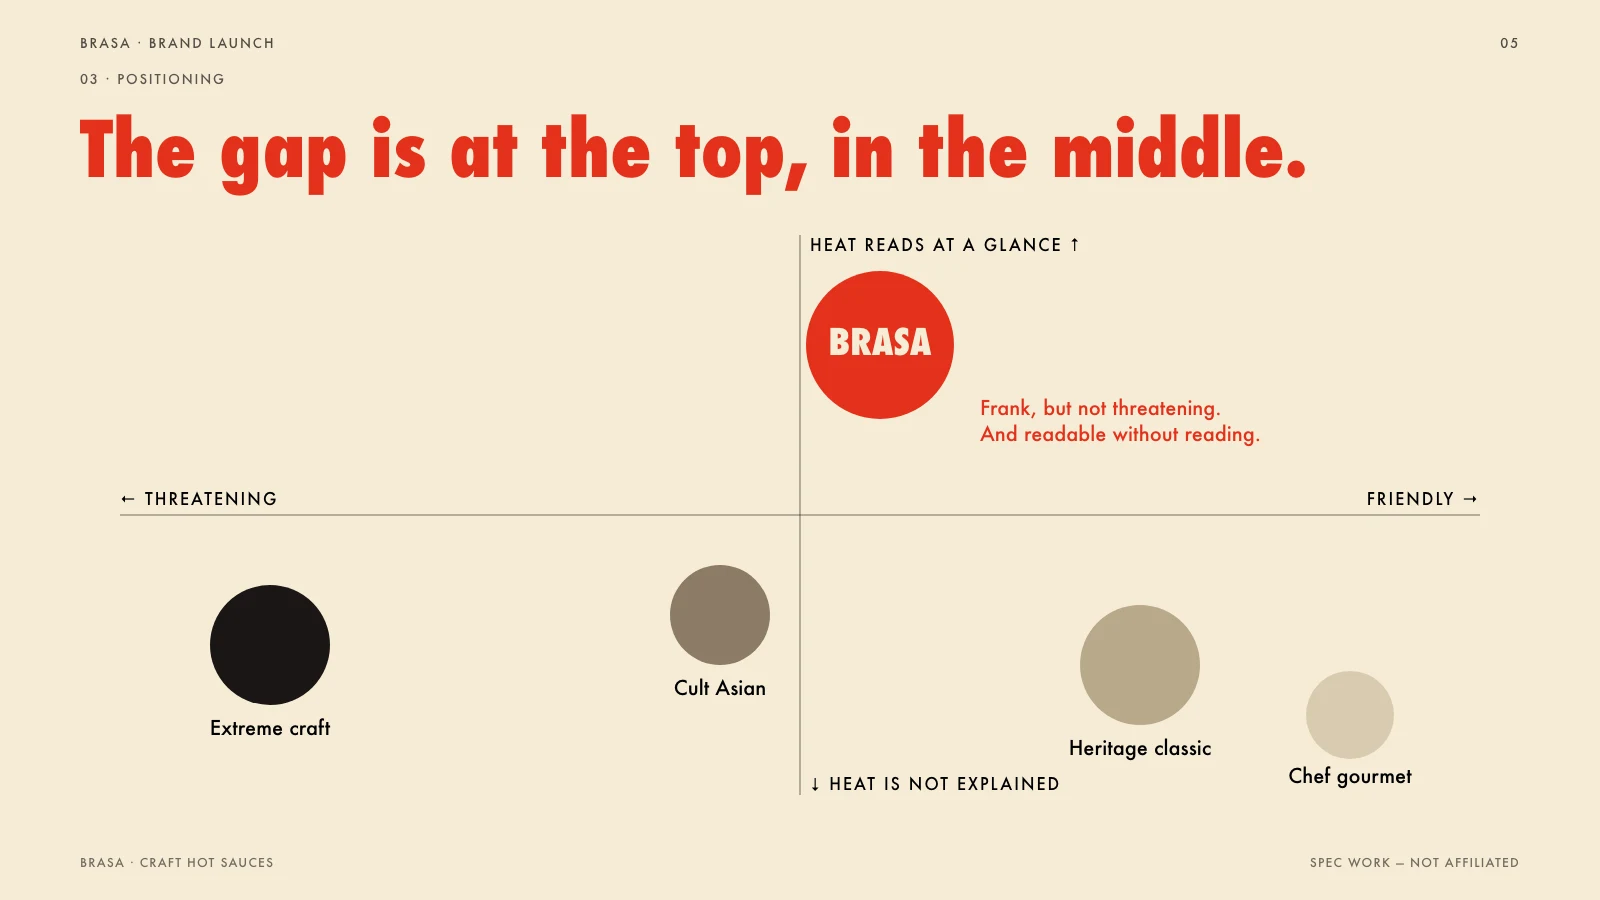 BRASA · BRAND LAUNCH
05
03 · POSITIONING
The gap is at the top, in the middle.
HEAT READS AT A GLANCE ↑
BRASA
Frank, but not threatening.
And readable without reading.
← THREATENING
FRIENDLY →
Extreme craft
Cult Asian
Heritage classic
Chef gourmet
↓ HEAT IS NOT EXPLAINED
BRASA · CRAFT HOT SAUCES
SPEC WORK – NOT AFFILIATED